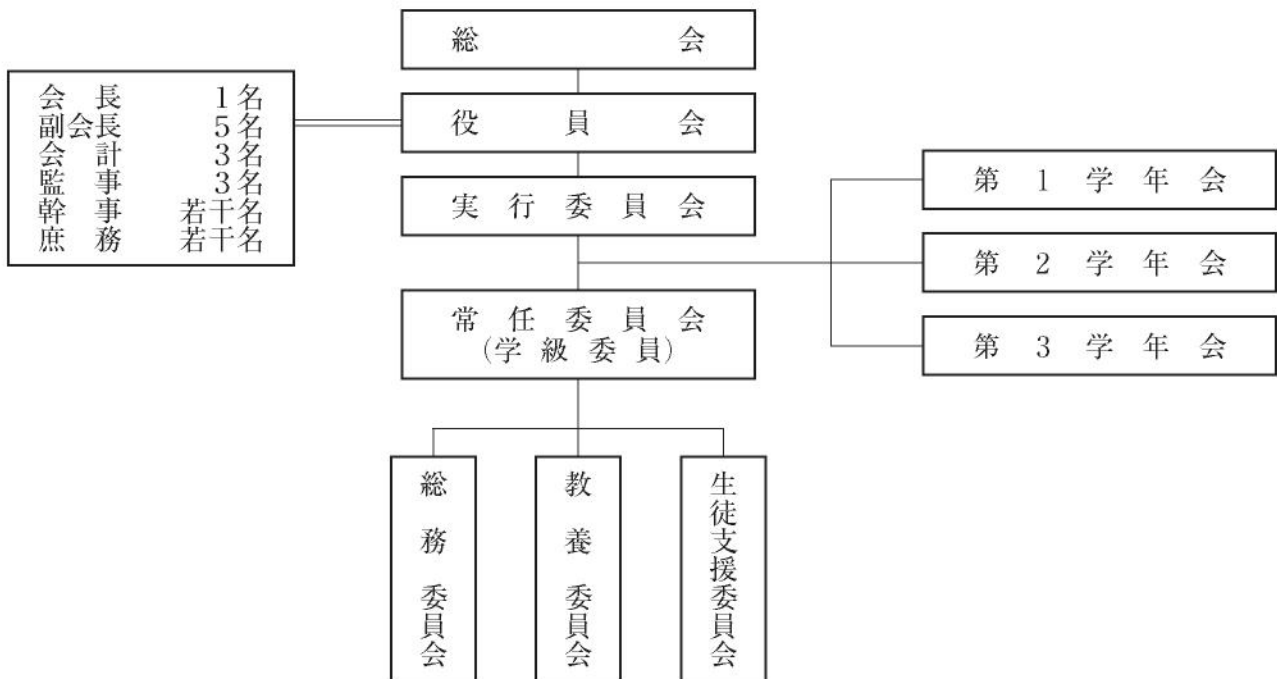 総会
会長 1名
副会長 5名
会計 3名
監事 3名
幹事 若干名
庶務 若干名
役員会
実行委員会
第1学年会
第2学年会
第3学年会
常任委員会
(学級委員)
総務委員会
教養委員会
生徒支援委員会